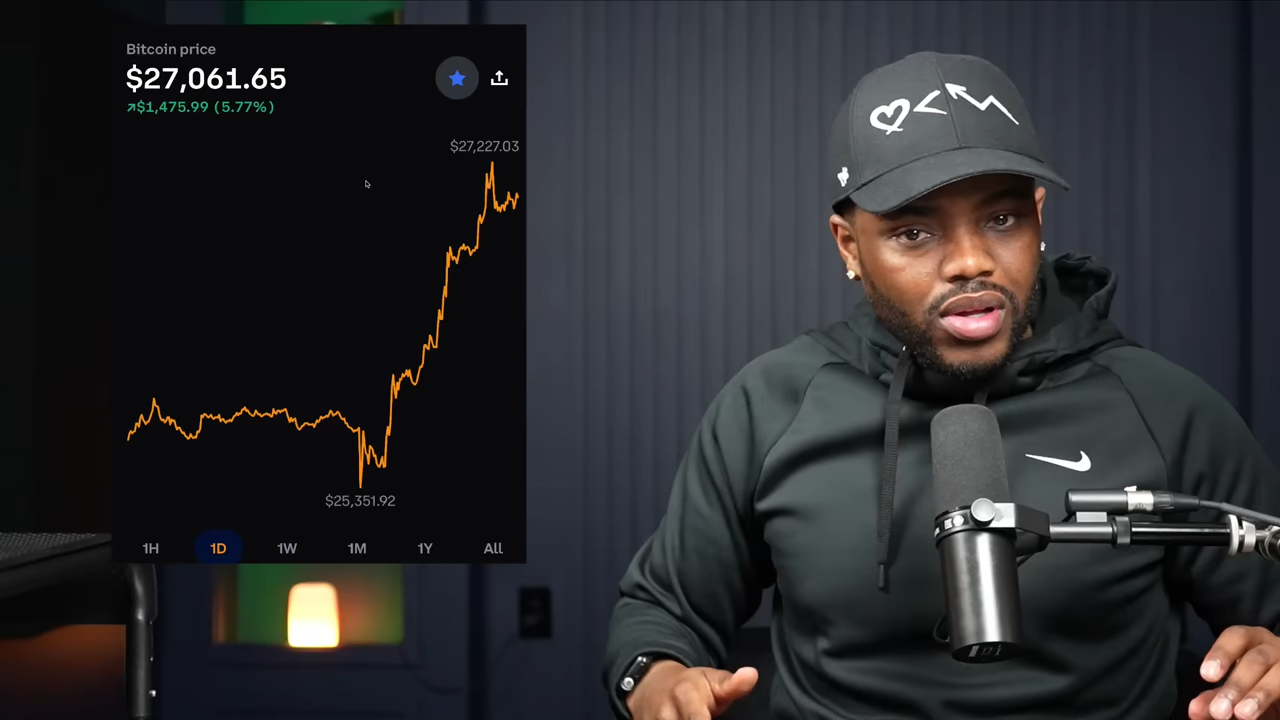 Bitcoin price
$27,061.65
↗$1,475.99 (5.77%)
$27,227.03
$25,351.92
1H 1D 1W 1M 1Y All